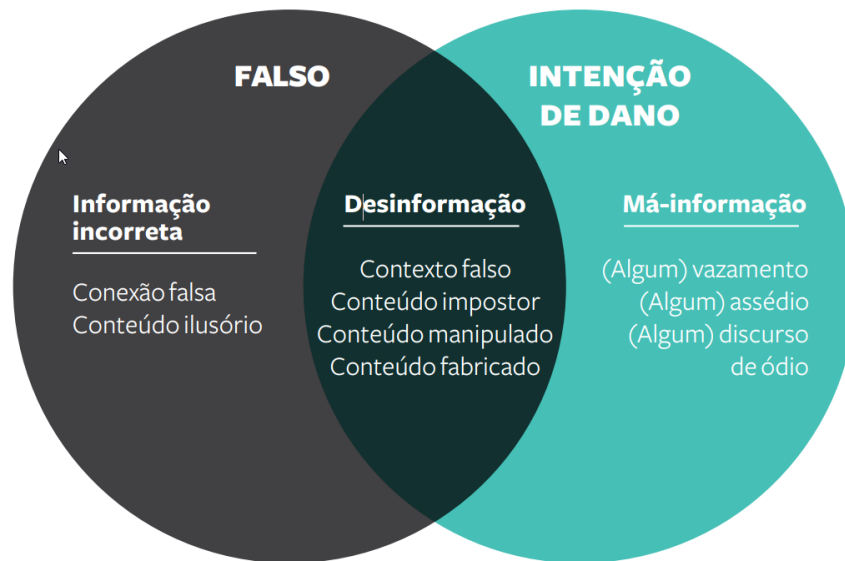 FALSO
INTENÇÃO
DE DANO
Informação
incorreta
Conexão falsa
Conteúdo ilusório
Desinformação
Contexto falso
Conteúdo impostor
Conteúdo manipulado
Conteúdo fabricado
Má-informação
(Algum) vazamento
(Algum) assédio
(Algum) discurso
de ódio